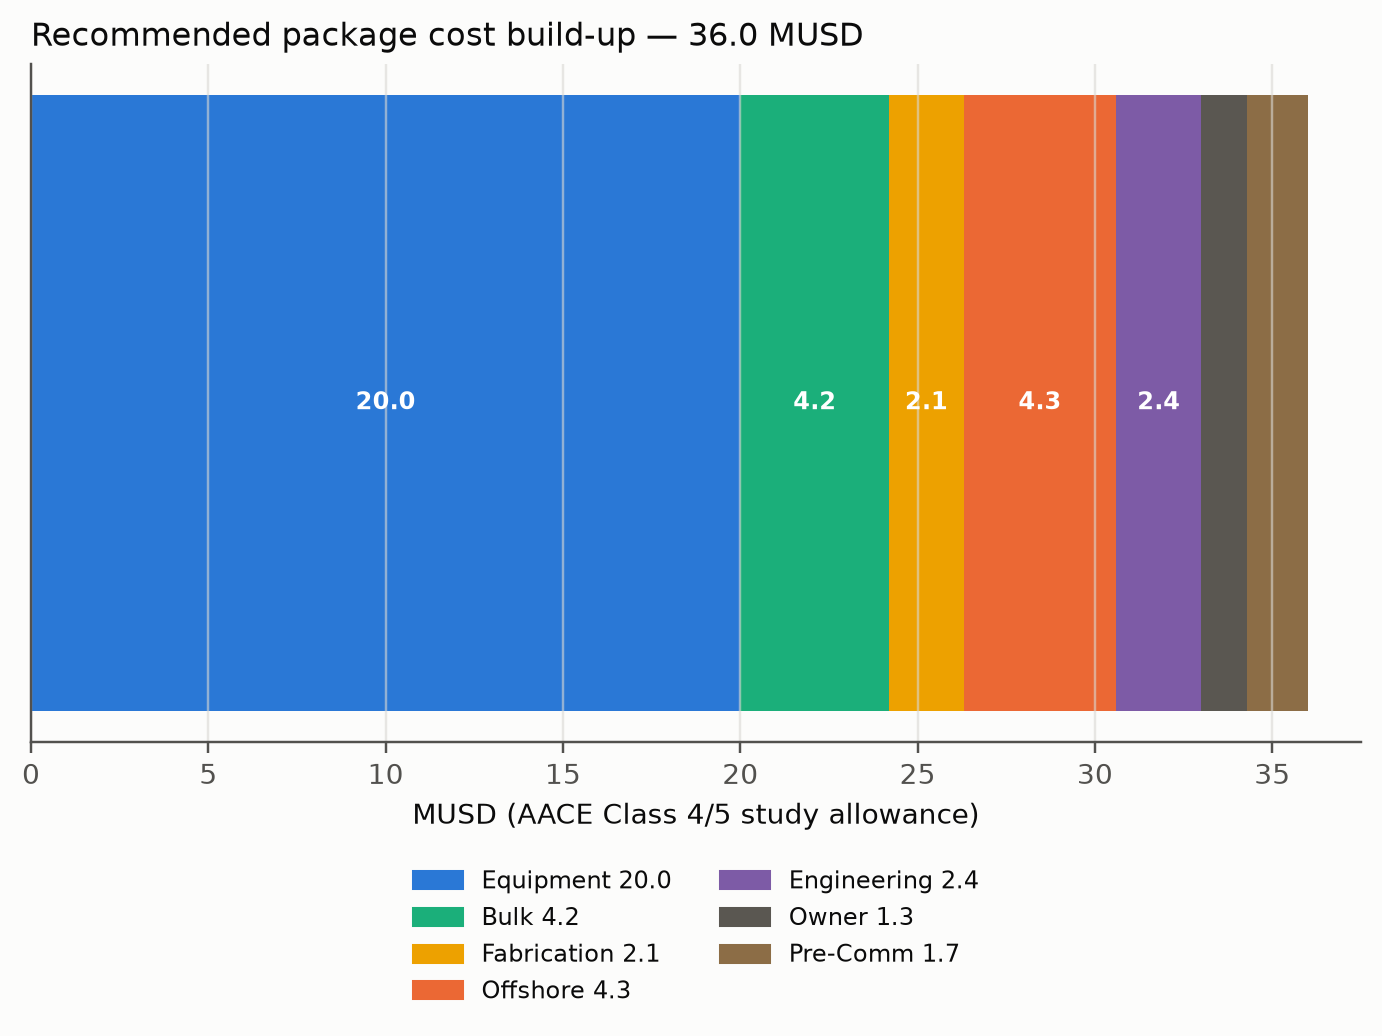 Recommended package cost build-up — 36.0 MUSD
20.0 4.2 2.1 4.3 2.4
0 5 10 15 20 25 30 35
MUSD (AACE Class 4/5 study allowance)
Equipment 20.0
Bulk 4.2
Fabrication 2.1
Offshore 4.3
Engineering 2.4
Owner 1.3
Pre-Comm 1.7